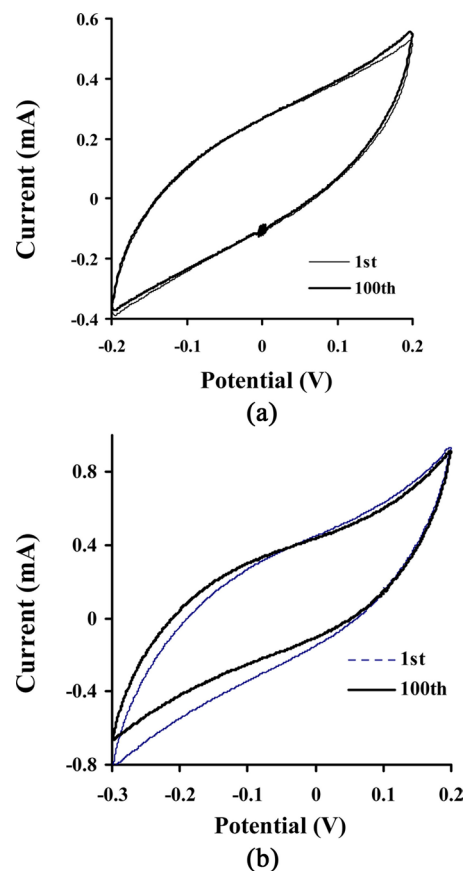 0.6
0.4
0.2
0
-0.2
-0.4
-0.2
-0.1
0
0.1
0.2
Current (mA)
Potential (V)
1st
100th
(a)
0.8
0.4
0
-0.4
-0.8
-0.3
-0.2
-0.1
0
0.1
0.2
Current (mA)
Potential (V)
1st
100th
(b)